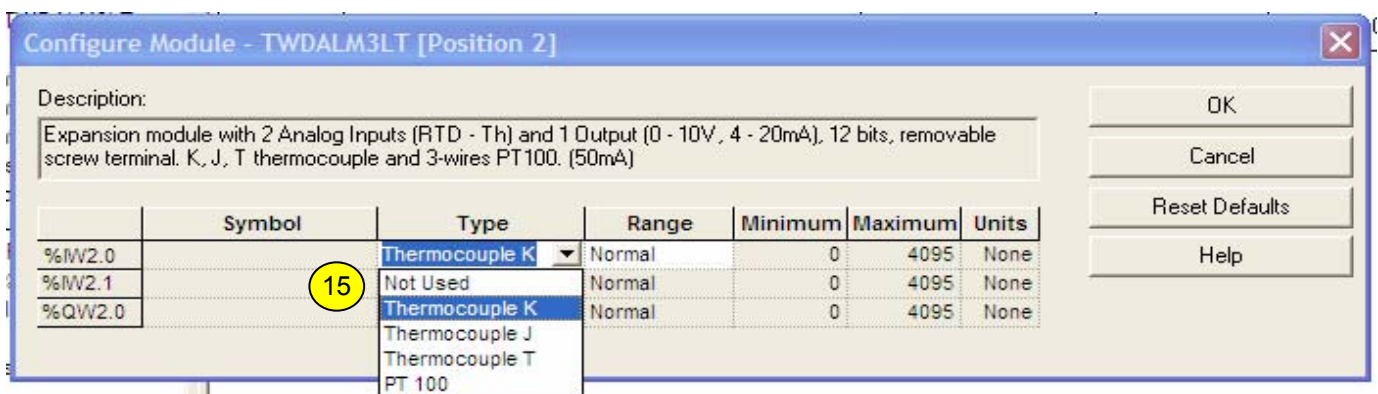 Configure Module - TWDALM3LT [Position 2]
Description:
Expansion module with 2 Analog Inputs (RTD - Th) and 1 Output (0 - 10V, 4 - 20mA), 12 bits, removable
screw terminal. K, J, T thermocouple and 3-wires PT100. (50mA)
OK
Cancel
Reset Defaults
Help
Symbol Type Range Minimum Maximum Units
%IW2.0 Thermocouple K Normal 0 4095 None
%IW2.1 15 Not Used Normal 0 4095 None
%QW2.0 Thermocouple K Normal 0 4095 None
Thermocouple J
Thermocouple T
PT 100